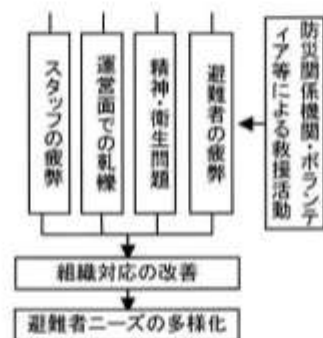 防災関係機関・ボランテ
ィア等による救援活動
避難者の疲弊
精神・衛生問題
運営面での軋轢
スタッフの疲弊
組織対応の改善
避難者ニーズの多様化